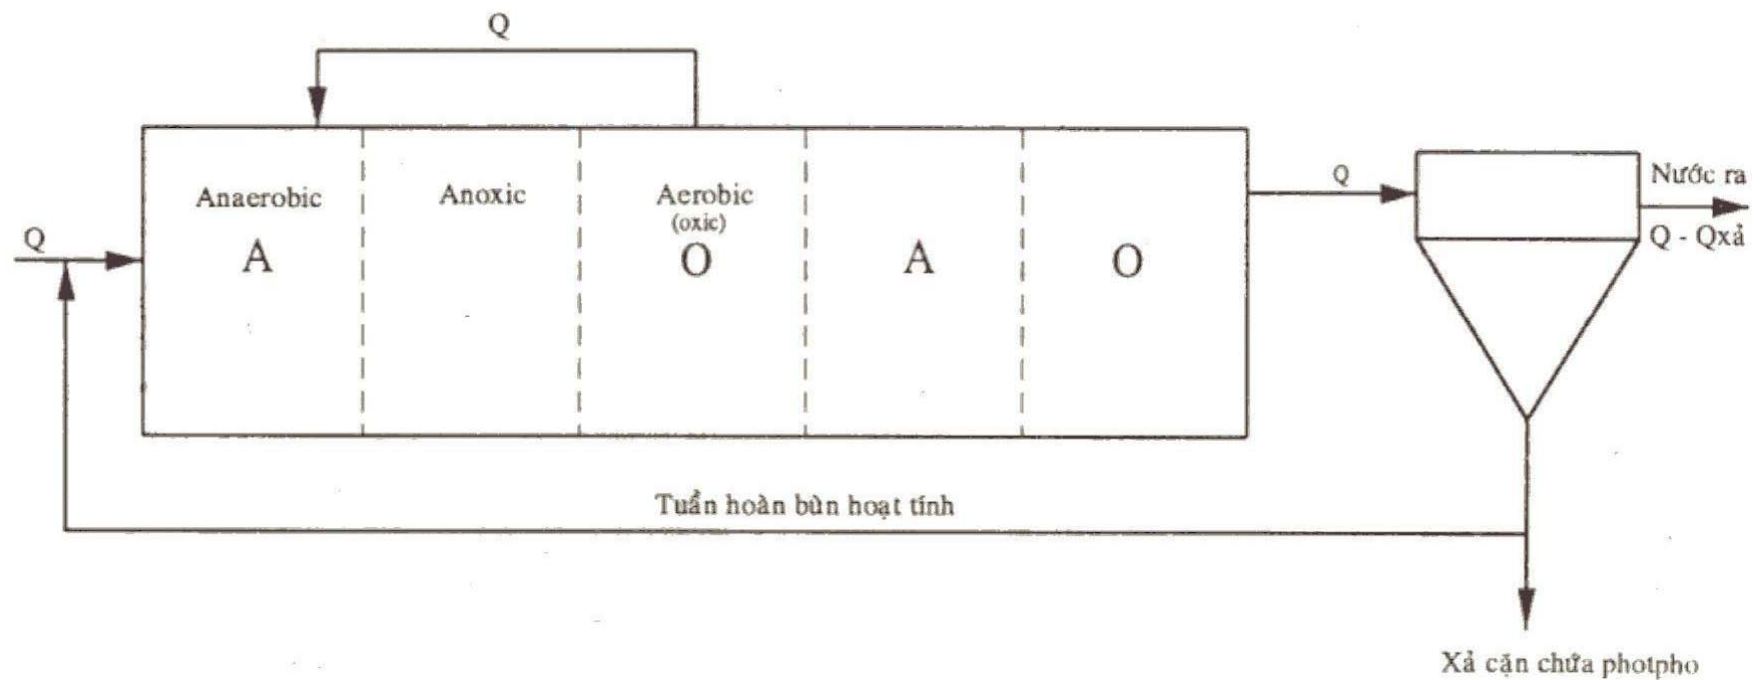 Q
Anaerobic
A
Anoxic
Aerobic
(oxic)
O
A
O
Q
Q
Nước ra
Q - Qxả
Tuần hoàn bùn hoạt tính
Xả cặn chứa photpho